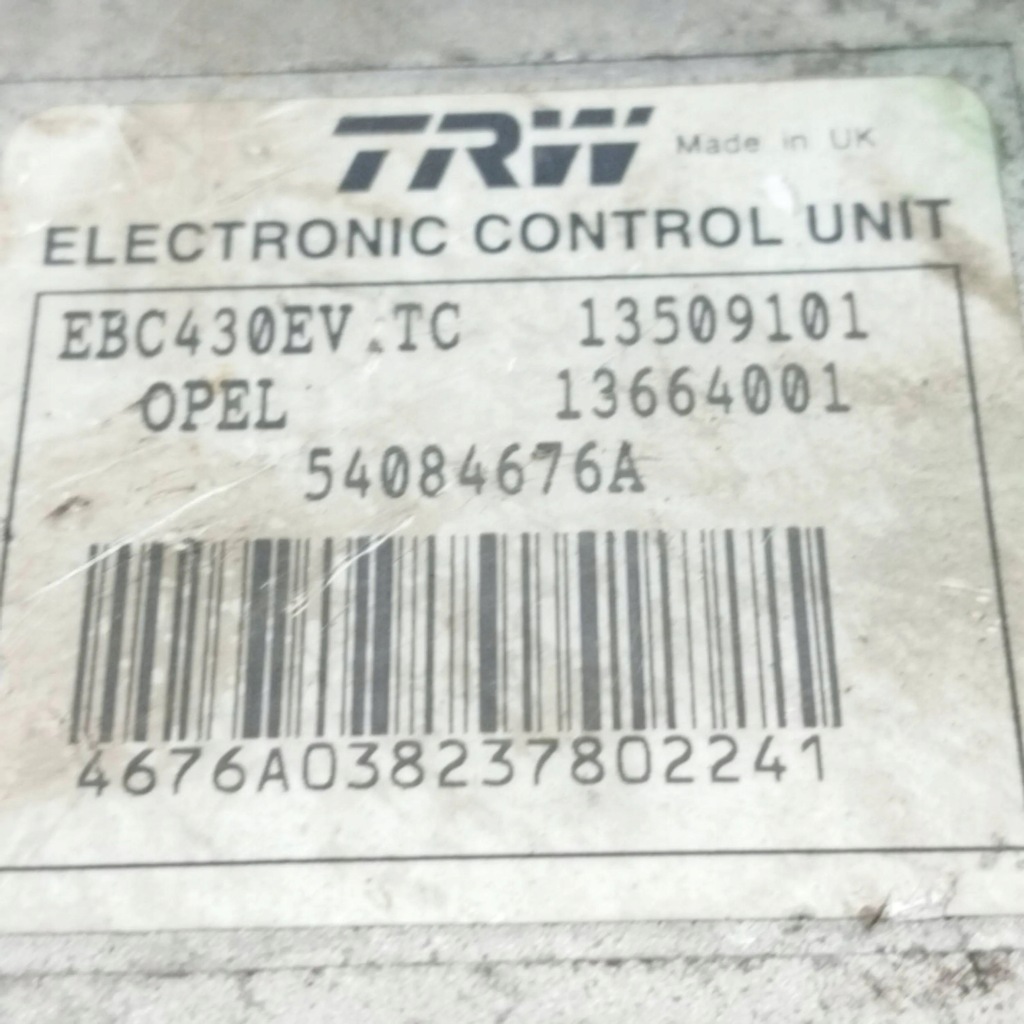 TRW Made in UK
ELECTRONIC CONTROL UNIT
EBC430EV.TC 13509101
OPEL 13664001
54084676A
4676A038237802241